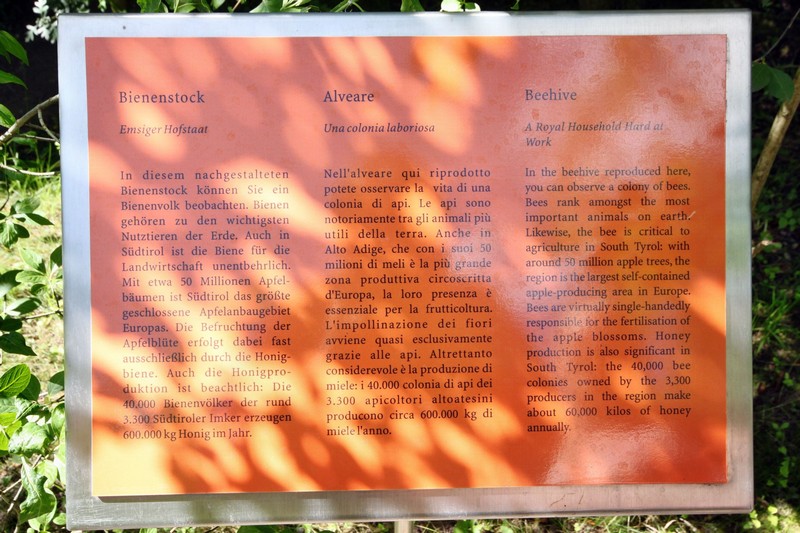 Bienenstock
Emsiger Hofstaat
In diesem nachgestalteten
Bienenstock können Sie ein
Bienenvolk beobachten. Bienen
gehören zu den wichtigsten
Nutztieren der Erde. Auch in
Südtirol ist die Biene für die
Landwirtschaft unentbehrlich.
Mit etwa 50 Millionen Apfel-
bäumen ist Südtirol das größte
geschlossene Apfelanbaugebiet
Europas. Die Befruchtung der
Apfelblüte erfolgt dabei fast
ausschließlich durch die Honig-
biene. Auch die Honigpro-
duktion ist beachtlich: Die
40.000 Bienenvölker der rund
3.300 Südtiroler Imker erzeugen
600.000 kg Honig im Jahr.
Alveare
Una colonia laboriosa
Nell'alveare qui riprodotto
potete osservare la vita di una
colonia di api. Le api sono
notoriamente tra gli animali più
utili della terra. Anche in
Alto Adige, che con i suoi 50
milioni di meli è la più grande
zona produttiva circoscritta
d'Europa, la loro presenza è
essenziale per la frutticoltura.
L'impollinazione dei fiori
avviene quasi esclusivamente
grazie alle api. Altrettanto
considerevole è la produzione di
miele: i 40.000 colonia di api dei
3.300 apicoltori altoatesini
producono circa 600.000 kg di
miele l'anno.
Beehive
A Royal Household Hard at
Work
In the beehive reproduced here,
you can observe a colony of bees.
Bees rank amongst the most
important animals on earth.
Likewise, the bee is critical to
agriculture in South Tyrol: with
around 50 million apple trees, the
region is the largest self-contained
apple-producing area in Europe.
Bees are virtually single-handedly
responsible for the fertilisation of
the apple blossoms. Honey
production is also significant in
South Tyrol: the 40,000 bee
colonies owned by the 3,300
producers in the region make
about 60,000 kilos of honey
annually.